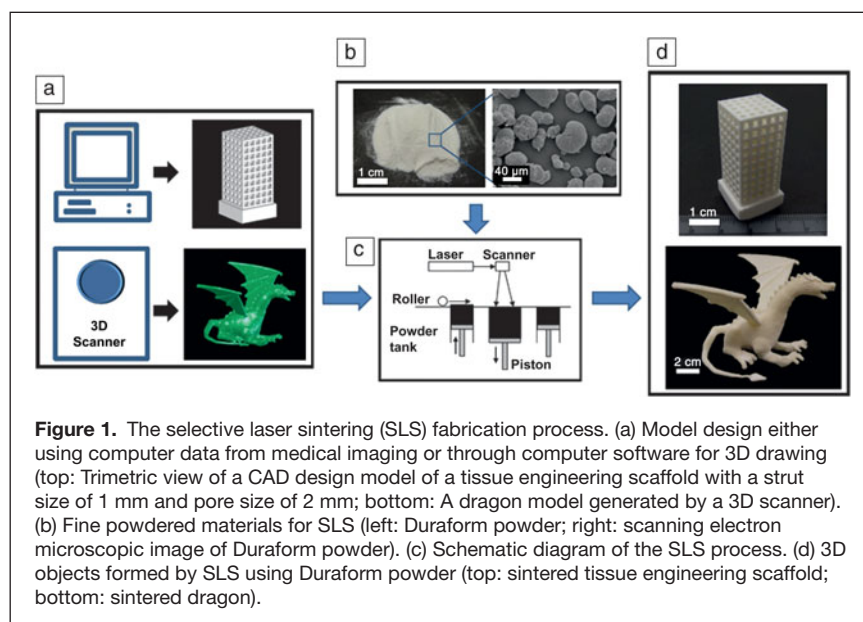 a
3D
Scanner
b
1 cm
40 µm
c
Laser
Scanner
Roller
Powder
tank
Piston
d
1 cm
2 cm
Figure 1. The selective laser sintering (SLS) fabrication process. (a) Model design either
using computer data from medical imaging or through computer software for 3D drawing
(top: Trimetric view of a CAD design model of a tissue engineering scaffold with a strut
size of 1 mm and pore size of 2 mm; bottom: A dragon model generated by a 3D scanner).
(b) Fine powdered materials for SLS (left: Duraform powder; right: scanning electron
microscopic image of Duraform powder). (c) Schematic diagram of the SLS process. (d) 3D
objects formed by SLS using Duraform powder (top: sintered tissue engineering scaffold;
bottom: sintered dragon).